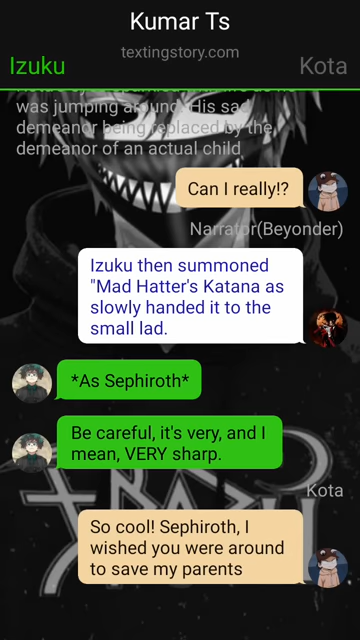 Kumar Ts
textingstory.com
Izuku
Kota
was jumping around. His sad
demeanor being replaced by the
demeanor of an actual child
Can I really!?
Narrator(Beyonder)
Izuku then summoned
"Mad Hatter's Katana as
slowly handed it to the
small lad.
*As Sephiroth*
Be careful, it's very, and I
mean, VERY sharp.
Kota
So cool! Sephiroth, I
wished you were around
to save my parents